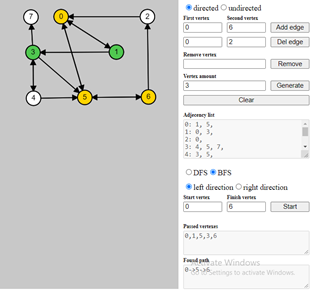 7
0
2
3
1
4
5
6
directed undirected
First vertex Second vertex
0 6 Add edge
0 2 Del edge
Remove vertex
Remove
Vertex amount
3 Generate
Clear
Adjecency list
0: 1, 5,
1: 0, 3,
2: 0,
3: 4, 5, 7,
4: 3, 5,
DFS BFS
left direction right direction
Start vertex Finish vertex
0 6 Start
Passed vertexes
Activate Windows
0,1,5,3,6
Found path
0->5->6
Go to Settings to activate Windows.